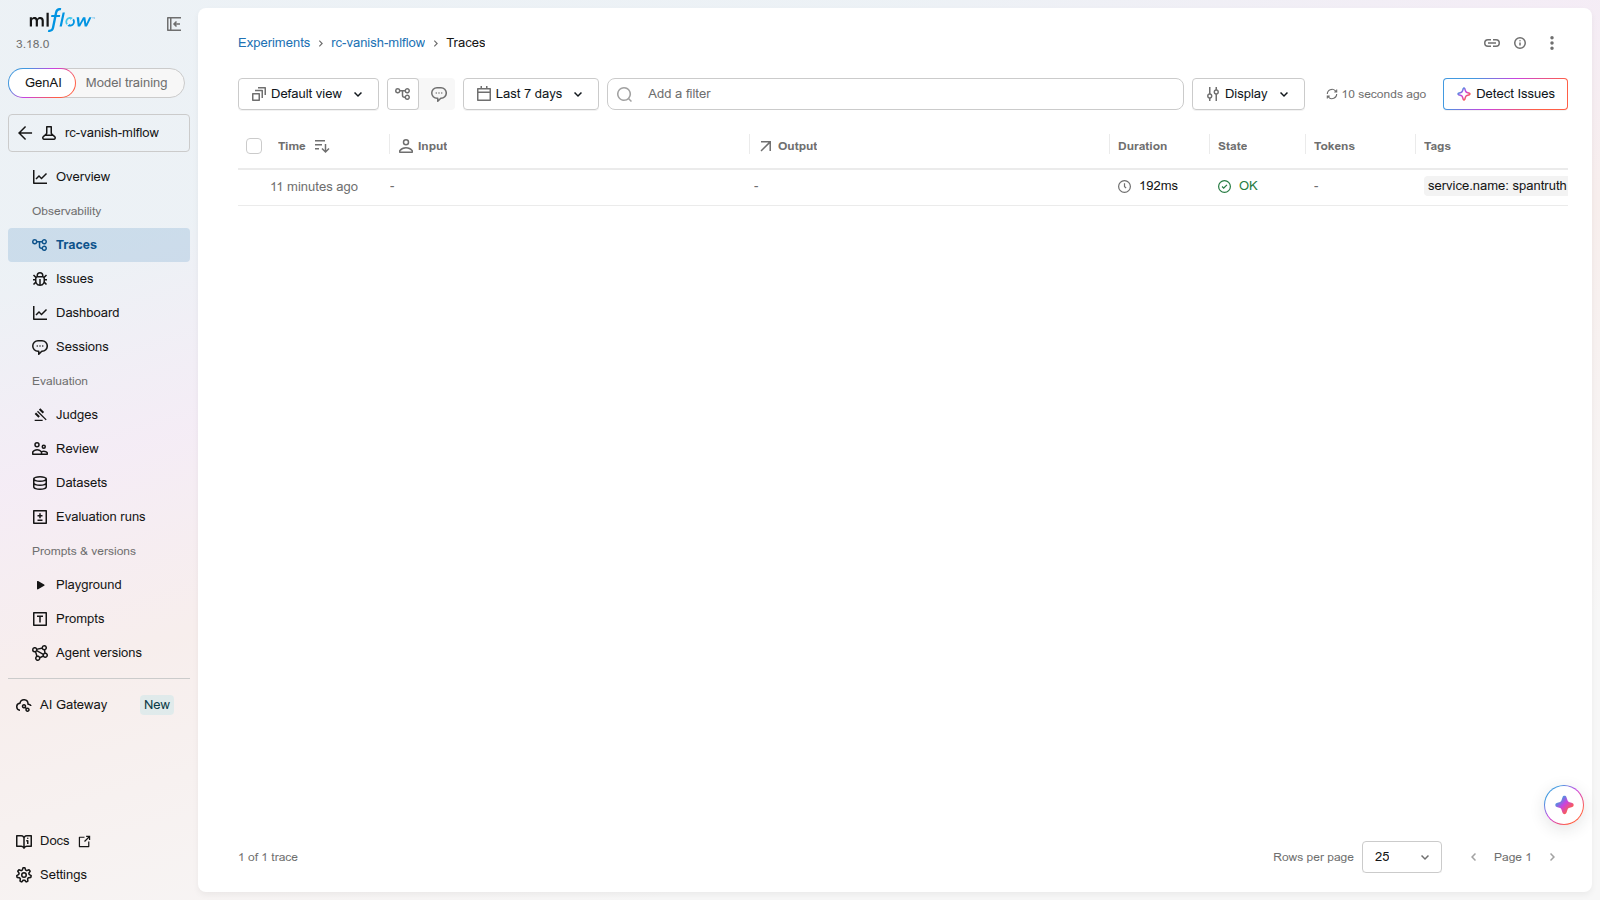 mlflow
3.18.0
GenAI Model training
rc-vanish-mlflow
Overview
Observability
Traces
Issues
Dashboard
Sessions
Evaluation
Judges
Review
Datasets
Evaluation runs
Prompts & versions
Playground
Prompts
Agent versions
AI Gateway New
Docs
Settings
Experiments › rc-vanish-mlflow › Traces
Default view Last 7 days Add a filter Display 10 seconds ago Detect Issues
Time Input Output Duration State Tokens Tags
11 minutes ago - - 192ms OK - service.name: spantruth
1 of 1 trace Rows per page 25 Page 1